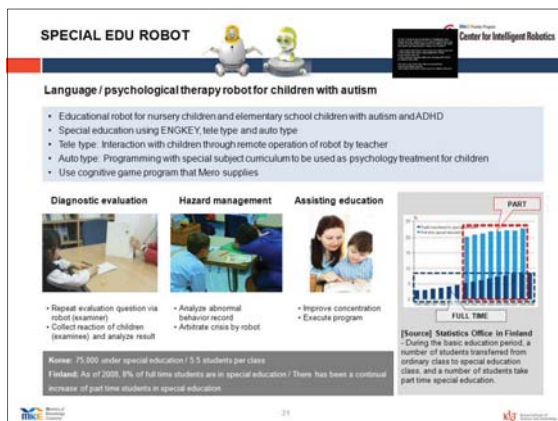 SPECIAL EDU ROBOT
Center for Intelligent Robotics
Language / psychological therapy robot for children with autism
• Educational robot for nursery children and elementary school children with autism and ADHD
• Special education using ENGKEY, tele type and auto type
• Tele type: Interaction with children through remote operation of robot by teacher
• Auto type: Programming with special subject curriculum to be used as psychology treatment for children
• Use cognitive game program that Mero supplies
Diagnostic evaluation
• Repeat evaluation question via
robot (examiner)
• Collect reaction of children
(examinee) and analyze result
Hazard management
• Analyze abnormal
behavior record
• Arbitrate crisis by robot
Assisting education
• Improve concentration
• Execute program
PART
FULL TIME
[Source] Statistics Office in Finland
- During the basic education period, a
number of students transferred from
ordinary class to special education
class, and a number of students take
part time special education.
Korea: 75,000 under special education / 5.5 students per class
Finland: As of 2008, 8% of full time students are in special education / There has been a continual
increase of part time students in special education
21